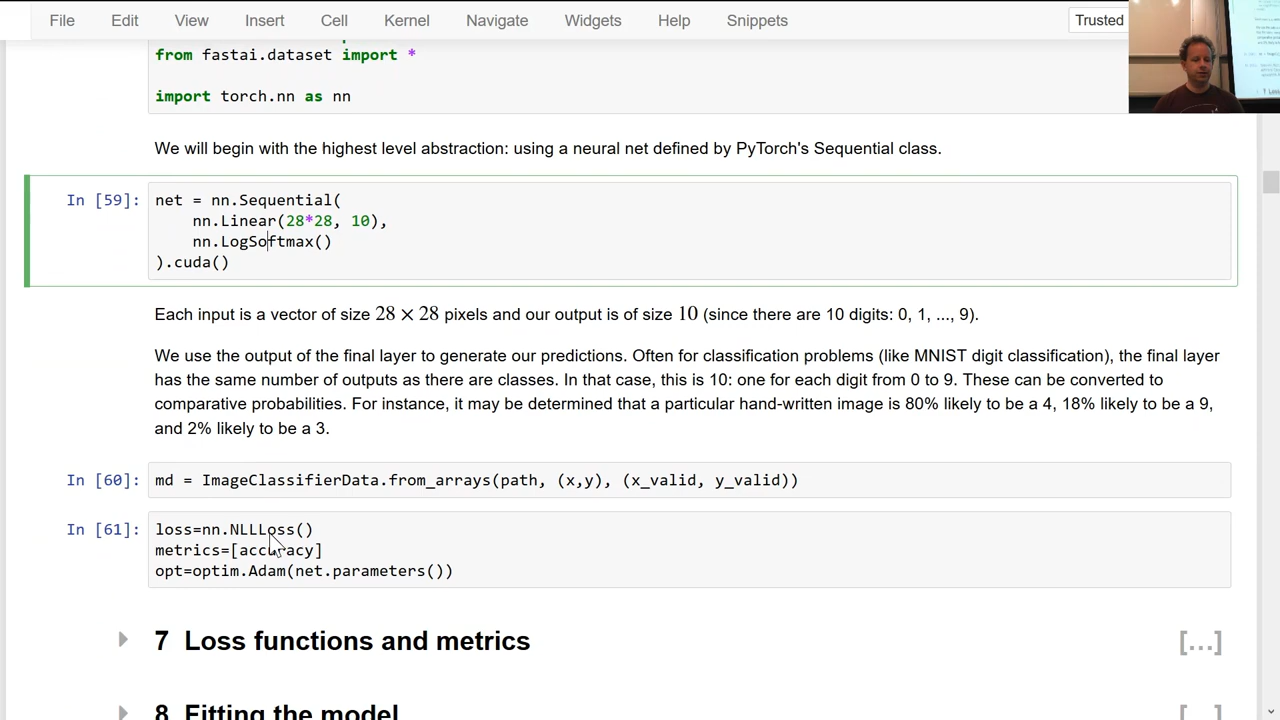 File Edit View Insert Cell Kernel Navigate Widgets Help Snippets Trusted
from fastai.dataset import *
import torch.nn as nn
We will begin with the highest level abstraction: using a neural net defined by PyTorch's Sequential class.
In [59]: net = nn.Sequential(
nn.Linear(28*28, 10),
nn.LogSoftmax()
).cuda()
Each input is a vector of size 28 × 28 pixels and our output is of size 10 (since there are 10 digits: 0, 1, ..., 9).
We use the output of the final layer to generate our predictions. Often for classification problems (like MNIST digit classification), the final layer
has the same number of outputs as there are classes. In that case, this is 10: one for each digit from 0 to 9. These can be converted to
comparative probabilities. For instance, it may be determined that a particular hand-written image is 80% likely to be a 4, 18% likely to be a 9,
and 2% likely to be a 3.
In [60]: md = ImageClassifierData.from_arrays(path, (x,y), (x_valid, y_valid))
In [61]: loss=nn.NLLLoss()
metrics=[accuracy]
opt=optim.Adam(net.parameters())
7 Loss functions and metrics [...]
8 Fitting the model [...]